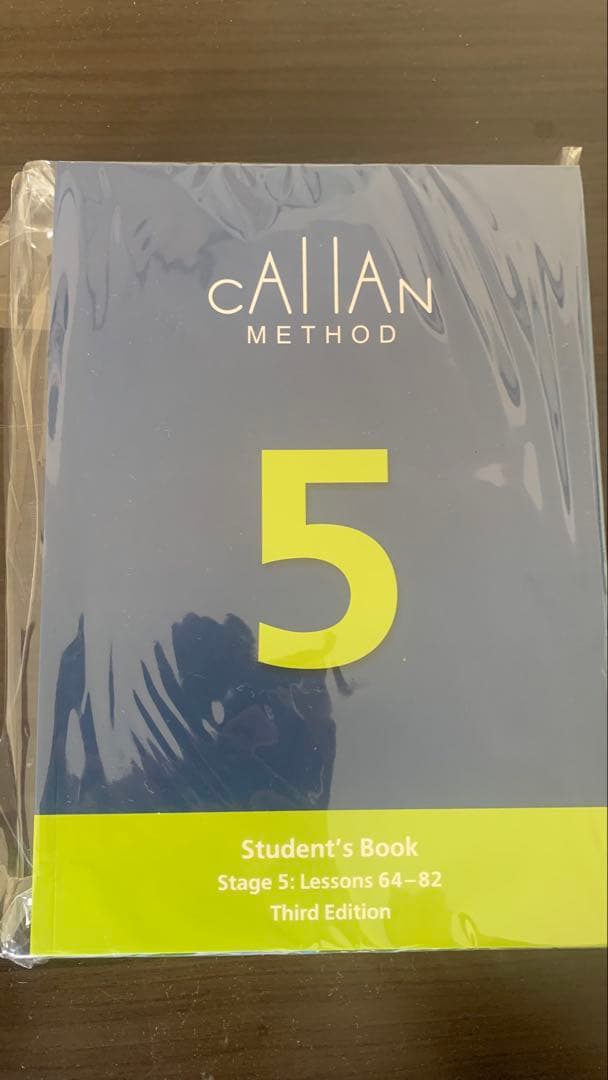 CALLAN
METHOD
5
Student's Book
Stage 5: Lessons 64–82
Third Edition